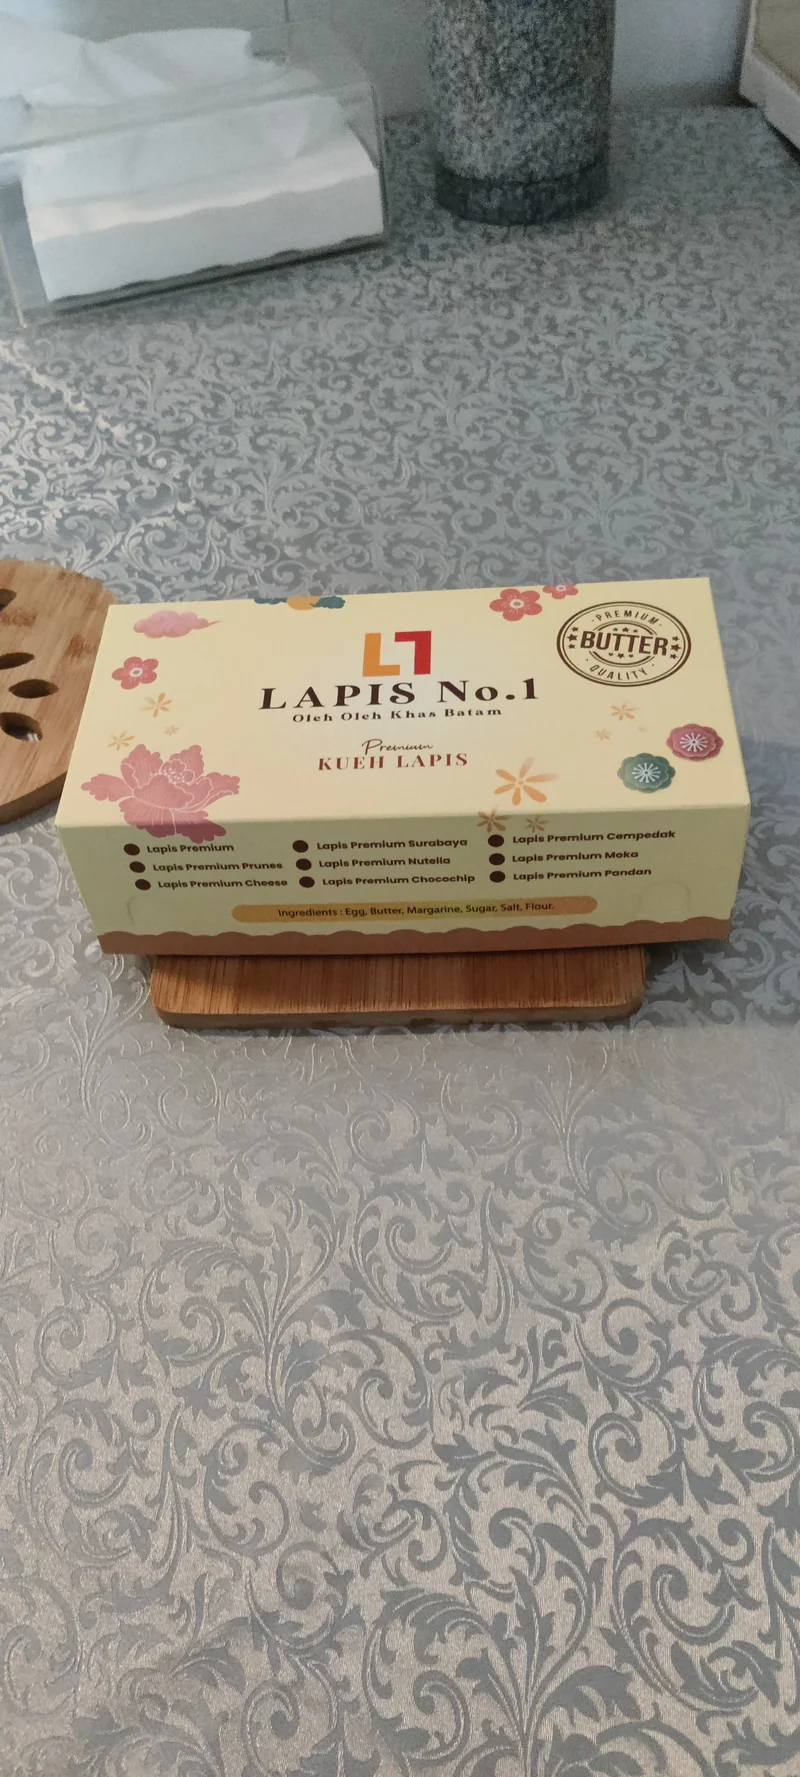 LAPIS No.1
Oleh Oleh Khas Batam
Premium
KUEH LAPIS
PREMIUM
BUTTER
QUALITY
Lapis Premium
Lapis Premium Prunes
Lapis Premium Cheese
Lapis Premium Surabaya
Lapis Premium Nutella
Lapis Premium Chocochip
Lapis Premium Cempedak
Lapis Premium Moka
Lapis Premium Pandan
Ingredients : Egg, Butter, Margarine, Sugar, Salt, Flour.